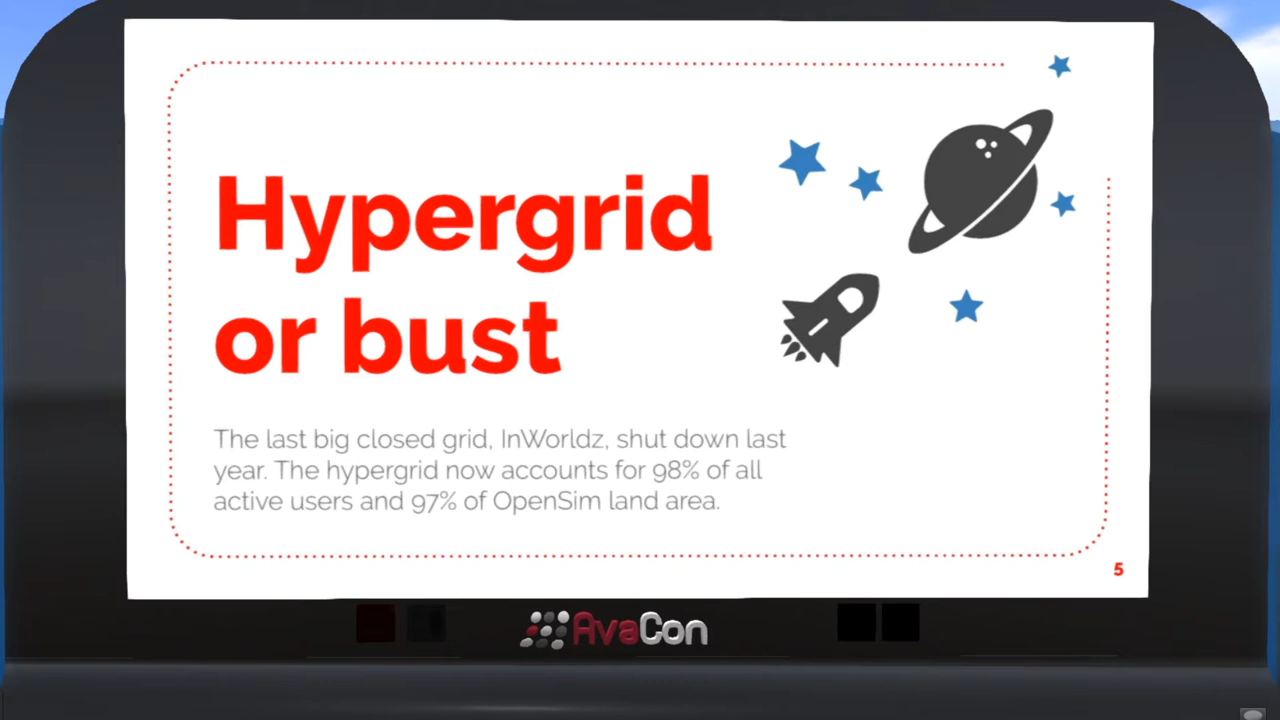 Hypergrid
or bust
The last big closed grid, InWorldz, shut down last
year. The hypergrid now accounts for 98% of all
active users and 97% of OpenSim land area.
5
AvaCon